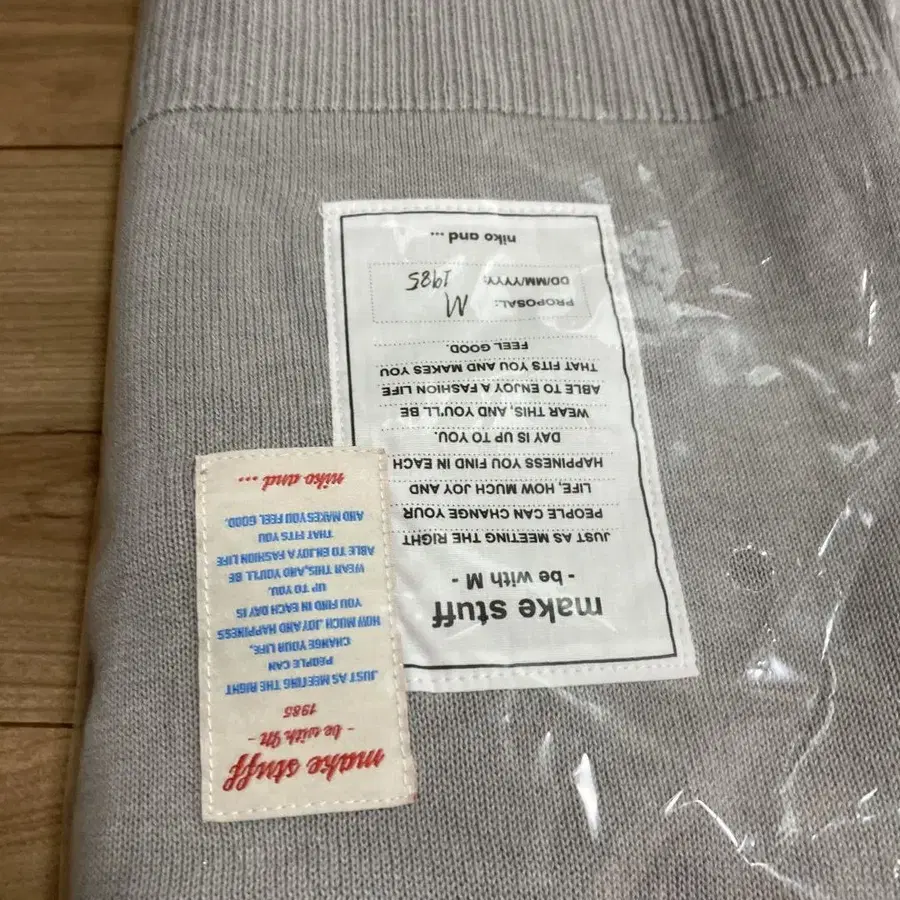 make stuff
- be with M -
JUST AS MEETING THE RIGHT
PEOPLE CAN CHANGE YOUR
LIFE, HOW MUCH JOY AND
HAPPINESS YOU FIND IN EACH
DAY IS UP TO YOU.
WEAR THIS, AND YOU'LL BE
ABLE TO ENJOY A FASHION LIFE
THAT FITS YOU AND MAKES YOU
FEEL GOOD.
PROPOSAL: M
DD/MM/YYYY: 1985
niko and ...
make stuff
- be with M -
1985
JUST AS MEETING THE RIGHT
PEOPLE CAN
CHANGE YOUR LIFE,
HOW MUCH JOY AND HAPPINESS
YOU FIND IN EACH DAY IS
UP TO YOU.
WEAR THIS, AND YOU'LL BE
ABLE TO ENJOY A FASHION LIFE
THAT FITS YOU
AND MAKES YOU FEEL GOOD.
niko and ...